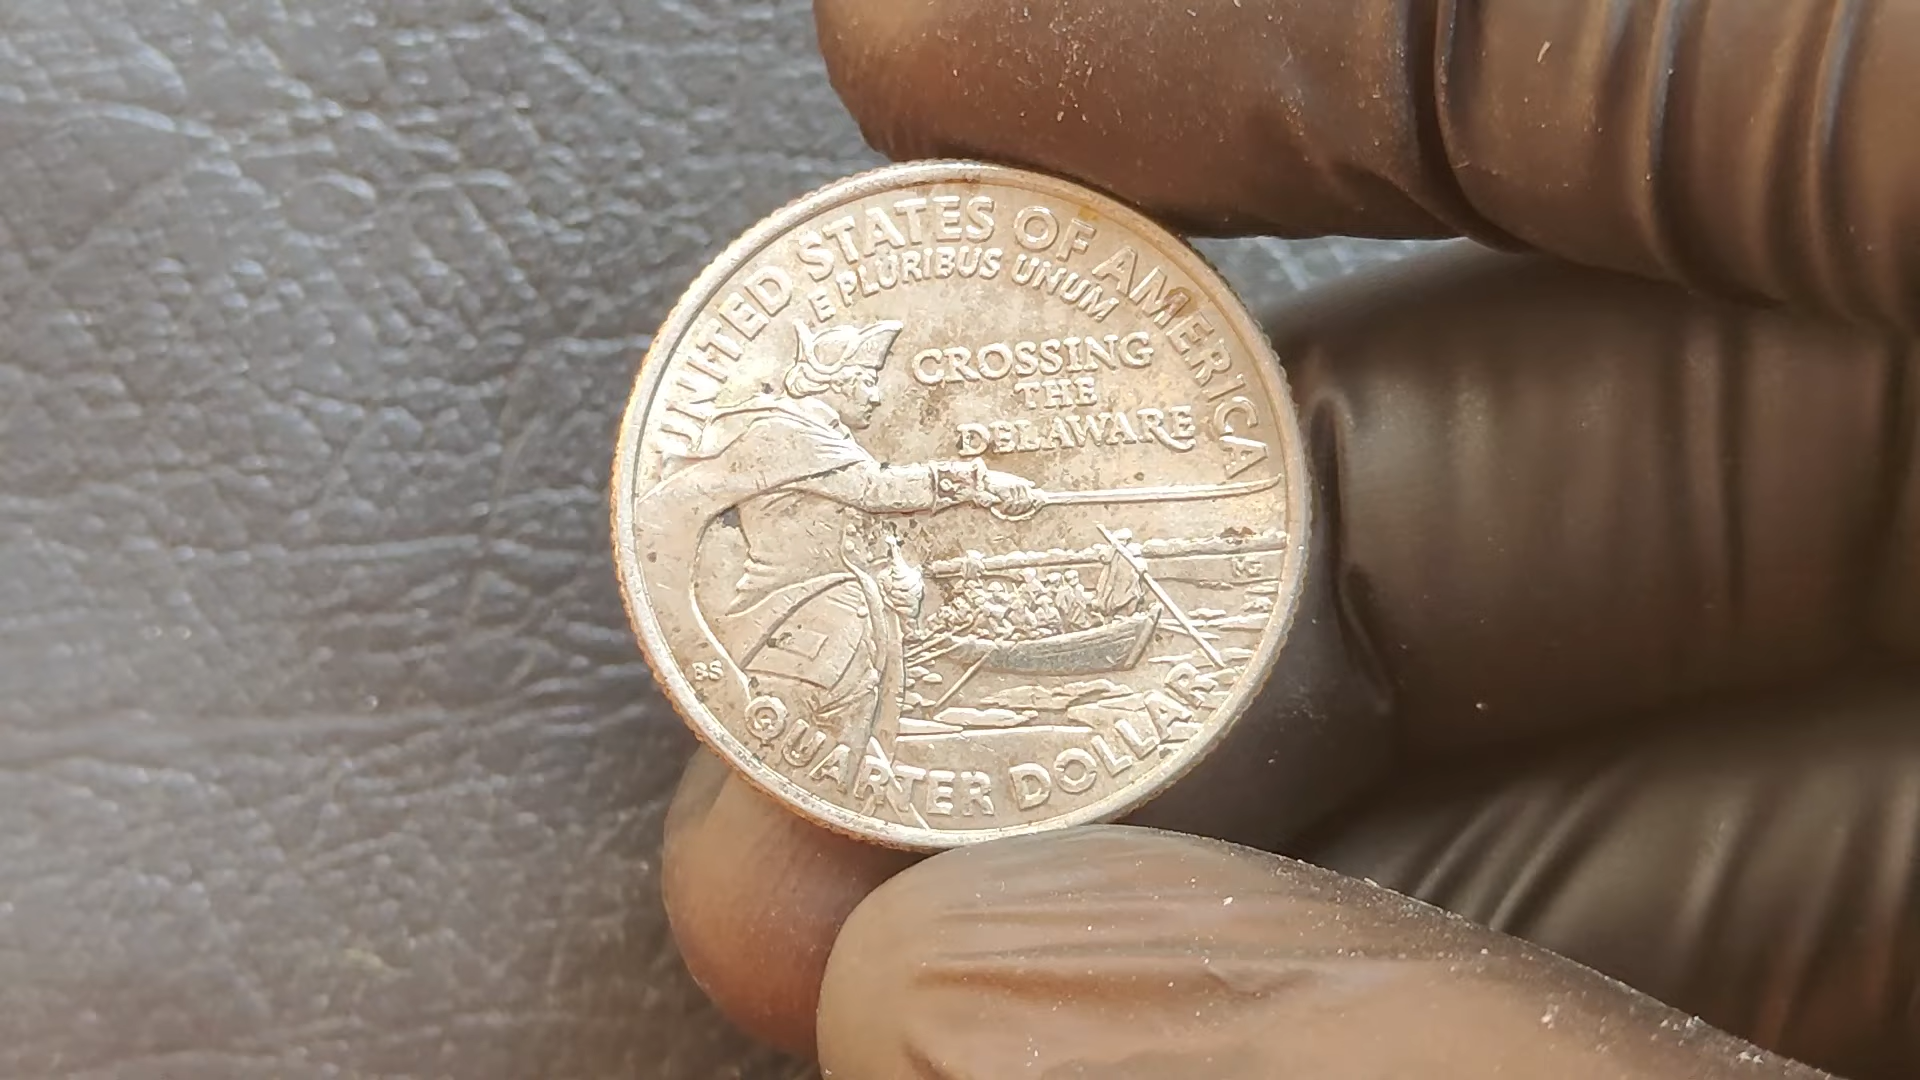 UNITED STATES OF AMERICA
E PLURIBUS UNUM
CROSSING
THE
DELAWARE
BS
QUARTER DOLLAR